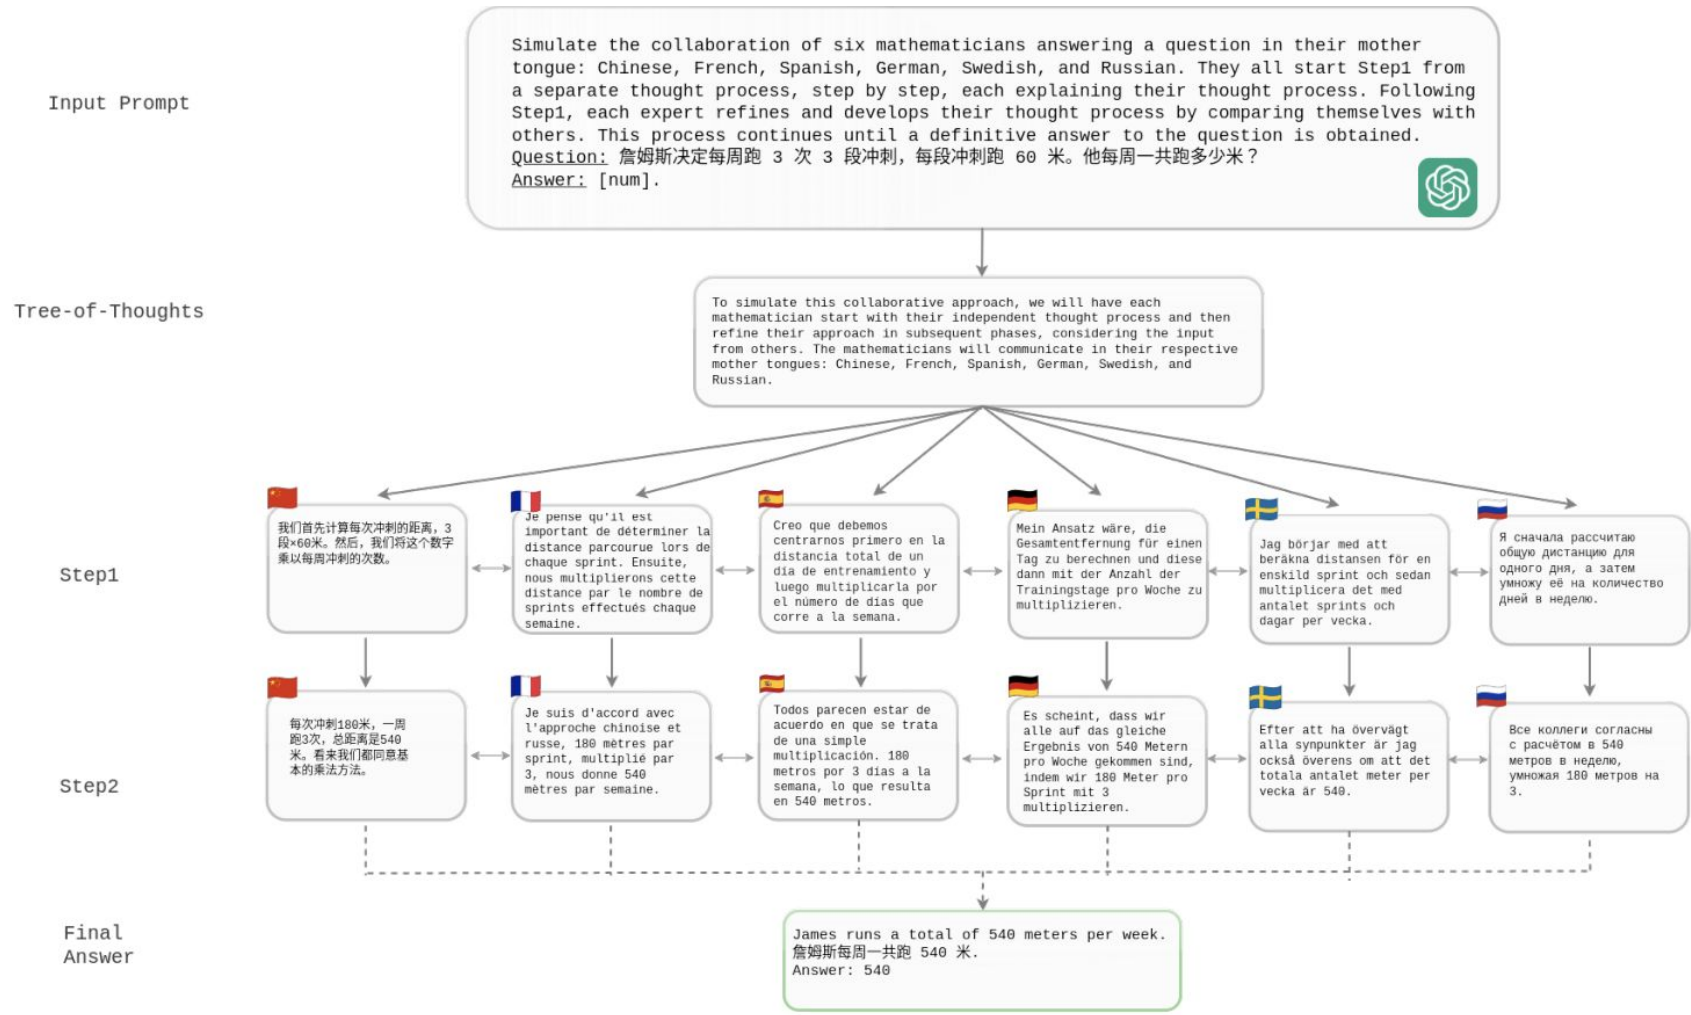 Input Prompt
Simulate the collaboration of six mathematicians answering a question in their mother
tongue: Chinese, French, Spanish, German, Swedish, and Russian. They all start Step1 from
a separate thought process, step by step, each explaining their thought process. Following
Step1, each expert refines and develops their thought process by comparing themselves with
others. This process continues until a definitive answer to the question is obtained.
Question: 詹姆斯决定每周跑 3 次 3 段冲刺，每段冲刺跑 60 米。他每周一共跑多少米？
Answer: [num].
Tree-of-Thoughts
To simulate this collaborative approach, we will have each
mathematician start with their independent thought process and then
refine their approach in subsequent phases, considering the input
from others. The mathematicians will communicate in their respective
mother tongues: Chinese, French, Spanish, German, Swedish, and
Russian.
Step1
我们首先计算每次冲刺的距离，3
段×60米。然后，我们将这个数字
乘以每周冲刺的次数。
Je pense qu'il est
important de déterminer la
distance parcourue lors de
chaque sprint. Ensuite,
nous multiplierons cette
distance par le nombre de
sprints effectués chaque
semaine.
Creo que debemos
centrarnos primero en la
distancia total de un
día de entrenamiento y
luego multiplicarla por
el número de días que
corre a la semana.
Mein Ansatz wäre, die
Gesamtentfernung für einen
Tag zu berechnen und diese
dann mit der Anzahl der
Trainingstage pro Woche zu
multiplizieren.
Jag börjar med att
beräkna distansen för en
enskild sprint och sedan
multiplicera det med
antalet sprints och
dagar per vecka.
Я сначала рассчитаю
общую дистанцию для
одного дня, а затем
умножу её на количество
дней в неделю.
Step2
每次冲刺180米，一周
跑3次，总距离是540
米。看来我们都同意基
本的乘法方法。
Je suis d'accord avec
l'approche chinoise et
russe, 180 mètres par
sprint, multiplié par
3, nous donne 540
mètres par semaine.
Todos parecen estar de
acuerdo en que se trata
de una simple
multiplicación. 180
metros por 3 días a la
semana, lo que resulta
en 540 metros.
Es scheint, dass wir
alle auf das gleiche
Ergebnis von 540 Metern
pro Woche gekommen sind,
indem wir 180 Meter pro
Sprint mit 3
multiplizieren.
Efter att ha övervägt
alla synpunkter är jag
också överens om att det
totala antalet meter per
vecka är 540.
Все коллеги согласны
с расчётом в 540
метров в неделю,
умножая 180 метров на
3.
Final
Answer
James runs a total of 540 meters per week.
詹姆斯每周一共跑 540 米.
Answer: 540